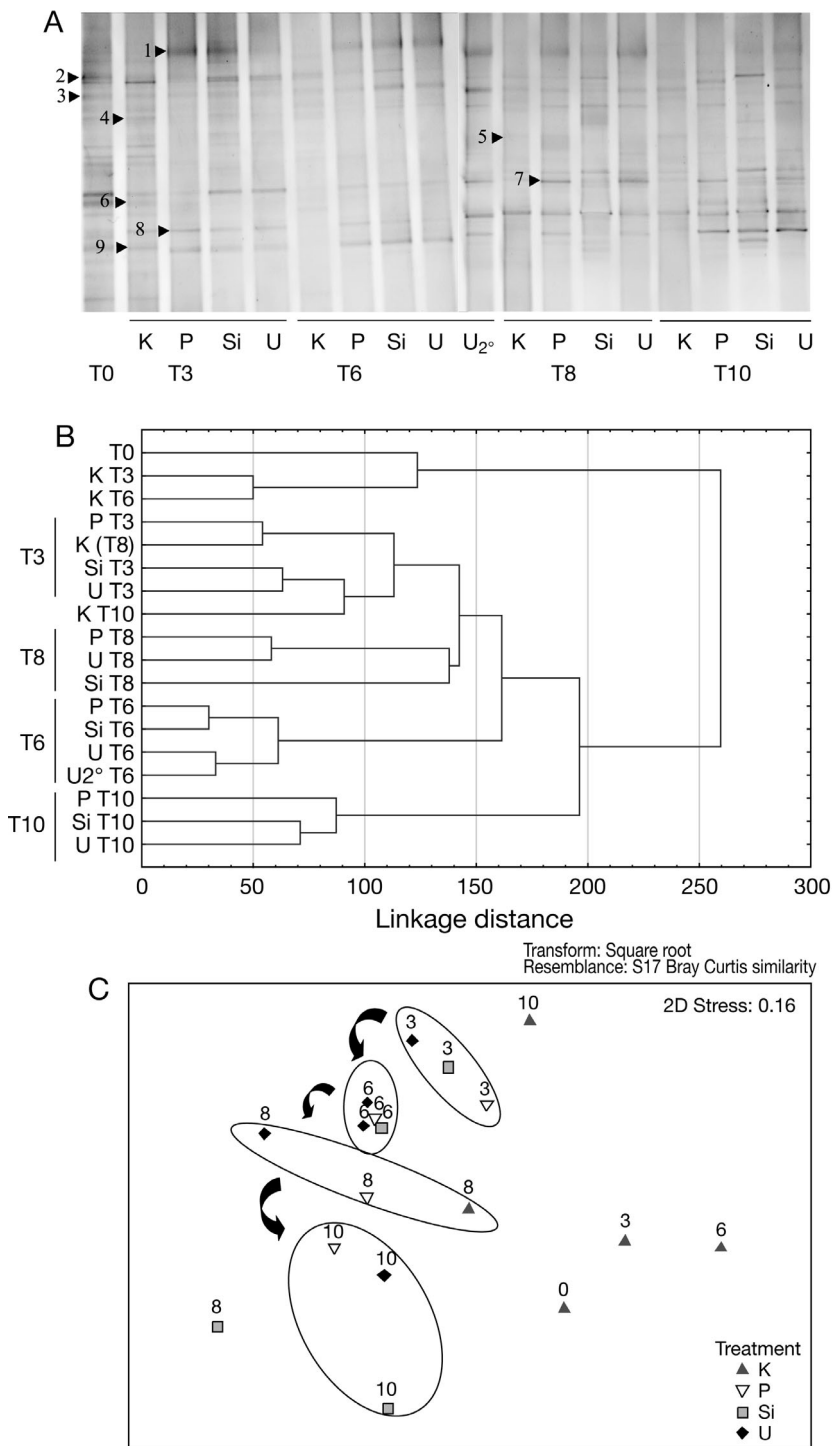 A
1
2
3
4
5
6
7
8
9
K P Si U K P Si U U2° K P Si U K P Si U
T0 T3 T6 T8 T10
B
T0
K T3
K T6
P T3
K (T8)
Si T3
U T3
K T10
P T8
U T8
Si T8
P T6
Si T6
U T6
U2° T6
P T10
Si T10
U T10
T3
T8
T6
T10
0 50 100 150 200 250 300
Linkage distance
Transform: Square root
Resemblance: S17 Bray Curtis similarity
C
2D Stress: 0.16
10
3
3
3
6
6
6
6
8
8
8
3
6
10
10
0
8
10
Treatment
K
P
Si
U